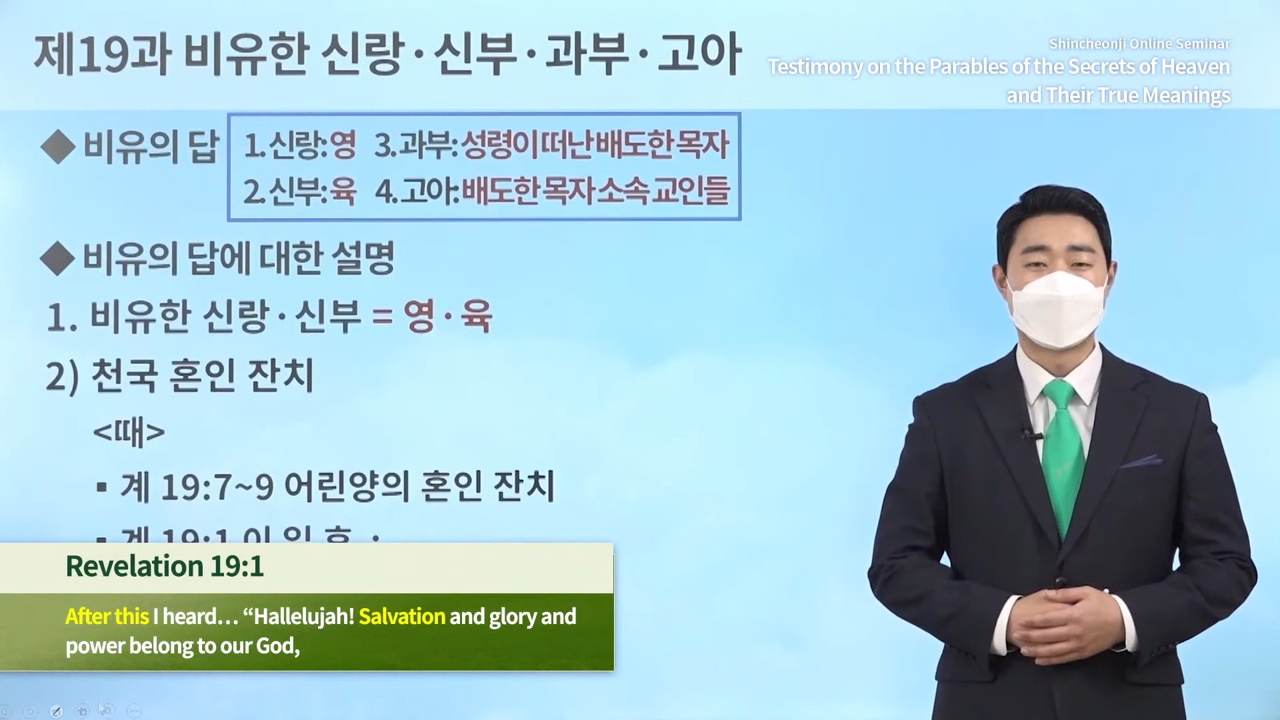 제19과 비유한 신랑·신부·과부·고아
Shincheonji Online Seminar
Testimony on the Parables of the Secrets of Heaven
and Their True Meanings
◆ 비유의 답
1. 신랑: 영 3. 과부: 성령이 떠난 배도한 목자
2. 신부: 육 4. 고아: 배도한 목자 소속 교인들
◆ 비유의 답에 대한 설명
1. 비유한 신랑·신부 = 영·육
2) 천국 혼인 잔치
<때>
▪ 계 19:7~9 어린양의 혼인 잔치
▪ 계 19:1 이 일 후
Revelation 19:1
After this I heard… “Hallelujah! Salvation and glory and
power belong to our God,